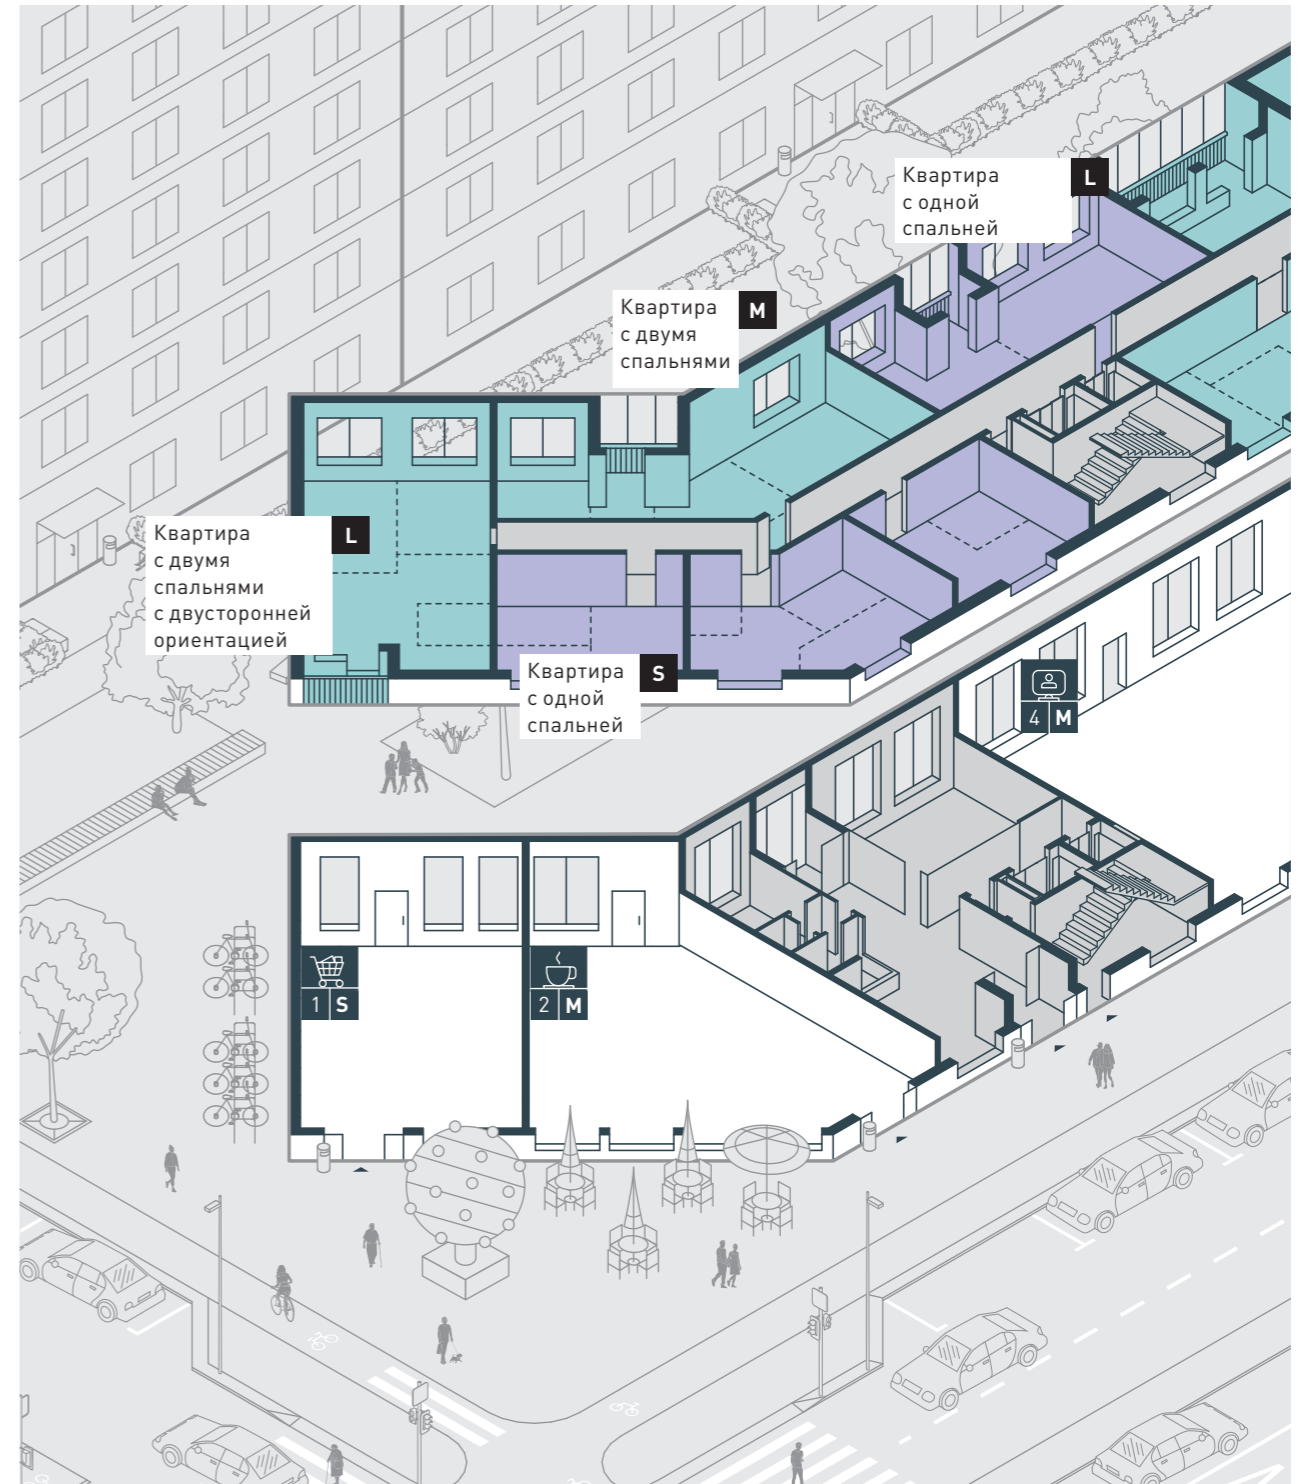 Квартира
с одной
спальней
L
Квартира
с двумя
спальнями
M
Квартира
с двумя
спальнями
с двусторонней
ориентацией
L
Квартира
с одной
спальней
S
4 M
1 S
2 M